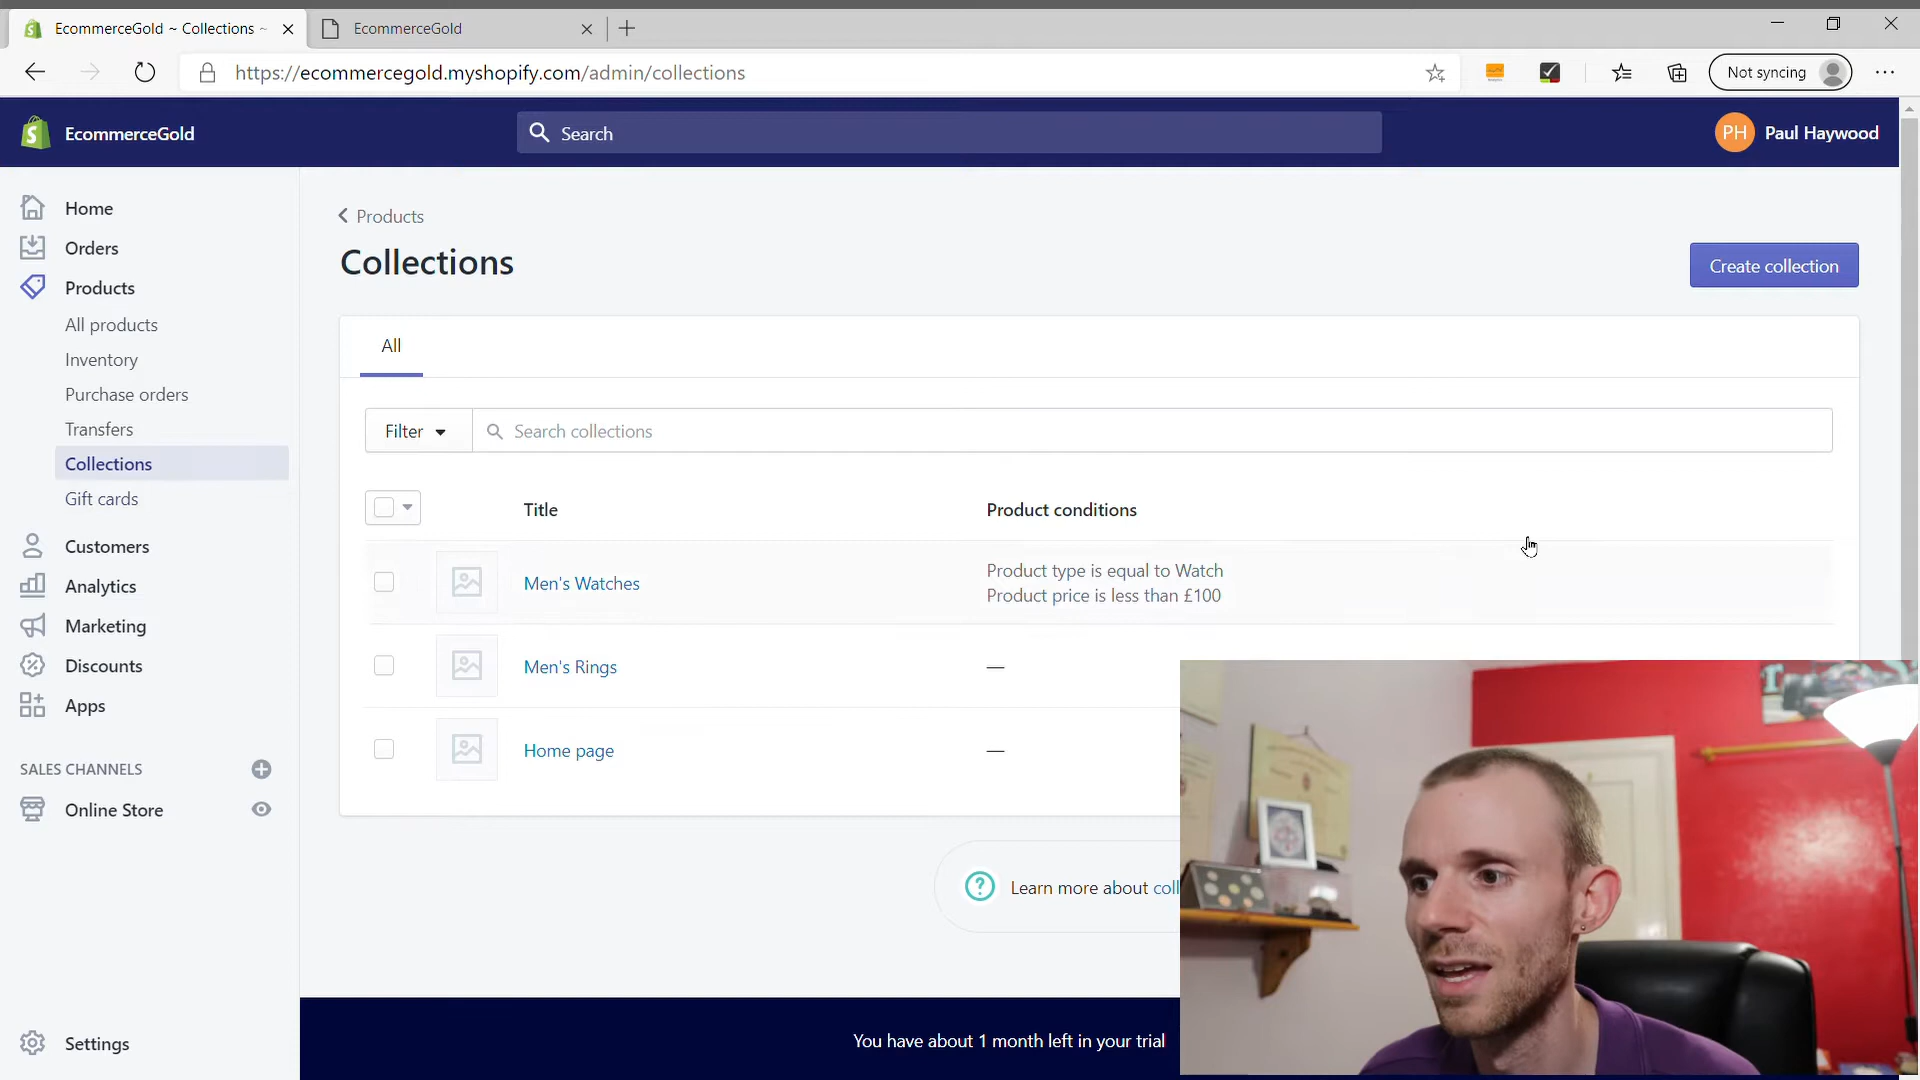 EcommerceGold ~ Collections ~
EcommerceGold
https://ecommercegold.myshopify.com/admin/collections
Not syncing
EcommerceGold
Search
PH
Paul Haywood
Home
Orders
Products
All products
Inventory
Purchase orders
Transfers
Collections
Gift cards
Customers
Analytics
Marketing
Discounts
Apps
SALES CHANNELS
Online Store
Settings
Products
Collections
Create collection
All
Filter
Search collections
Title
Product conditions
Men's Watches
Product type is equal to Watch
Product price is less than £100
Men's Rings
—
Home page
—
Learn more about coll
You have about 1 month left in your trial